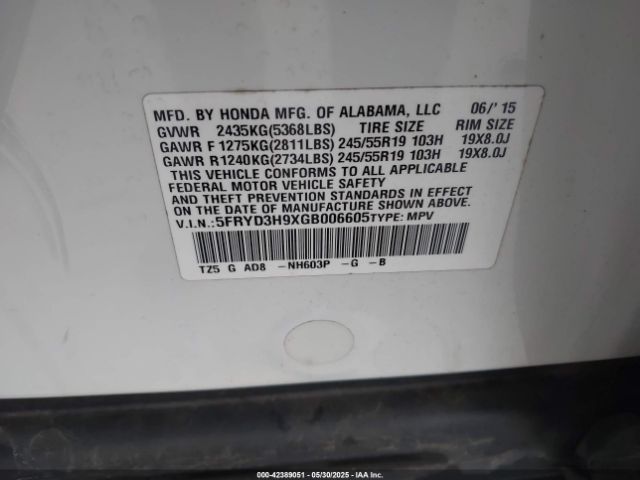 MFD. BY HONDA MFG. OF ALABAMA, LLC 06/'15
GVWR 2435KG(5368LBS) TIRE SIZE RIM SIZE
GAWR F 1275KG(2811LBS) 245/55R19 103H 19X8.0J
GAWR R1240KG(2734LBS) 245/55R19 103H 19X8.0J
THIS VEHICLE CONFORMS TO ALL APPLICABLE
FEDERAL MOTOR VEHICLE SAFETY
AND THEFT PREVENTION STANDARDS IN EFFECT
ON THE DATE OF MANUFACTURE SHOWN ABOVE.
V.I.N.: 5FRYD3H9XGB006605 TYPE: MPV
TZ5 G AD8 -NH603P -G -B
000-42389051 - 05/30/2025 - IAA Inc.